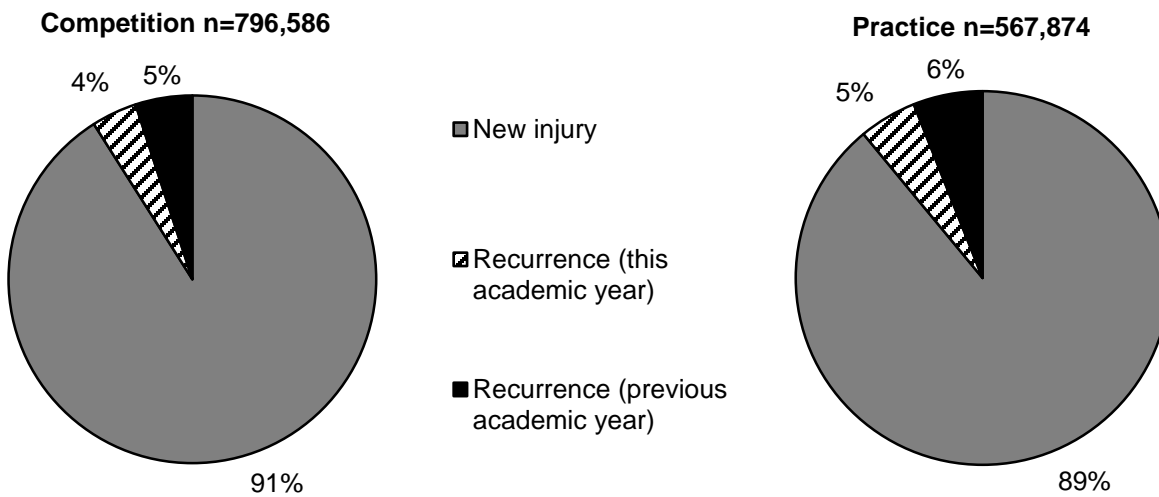 Competition n=796,586
4%
5%
91%
New injury
Recurrence (this
academic year)
Recurrence (previous
academic year)
Practice n=567,874
5%
6%
89%